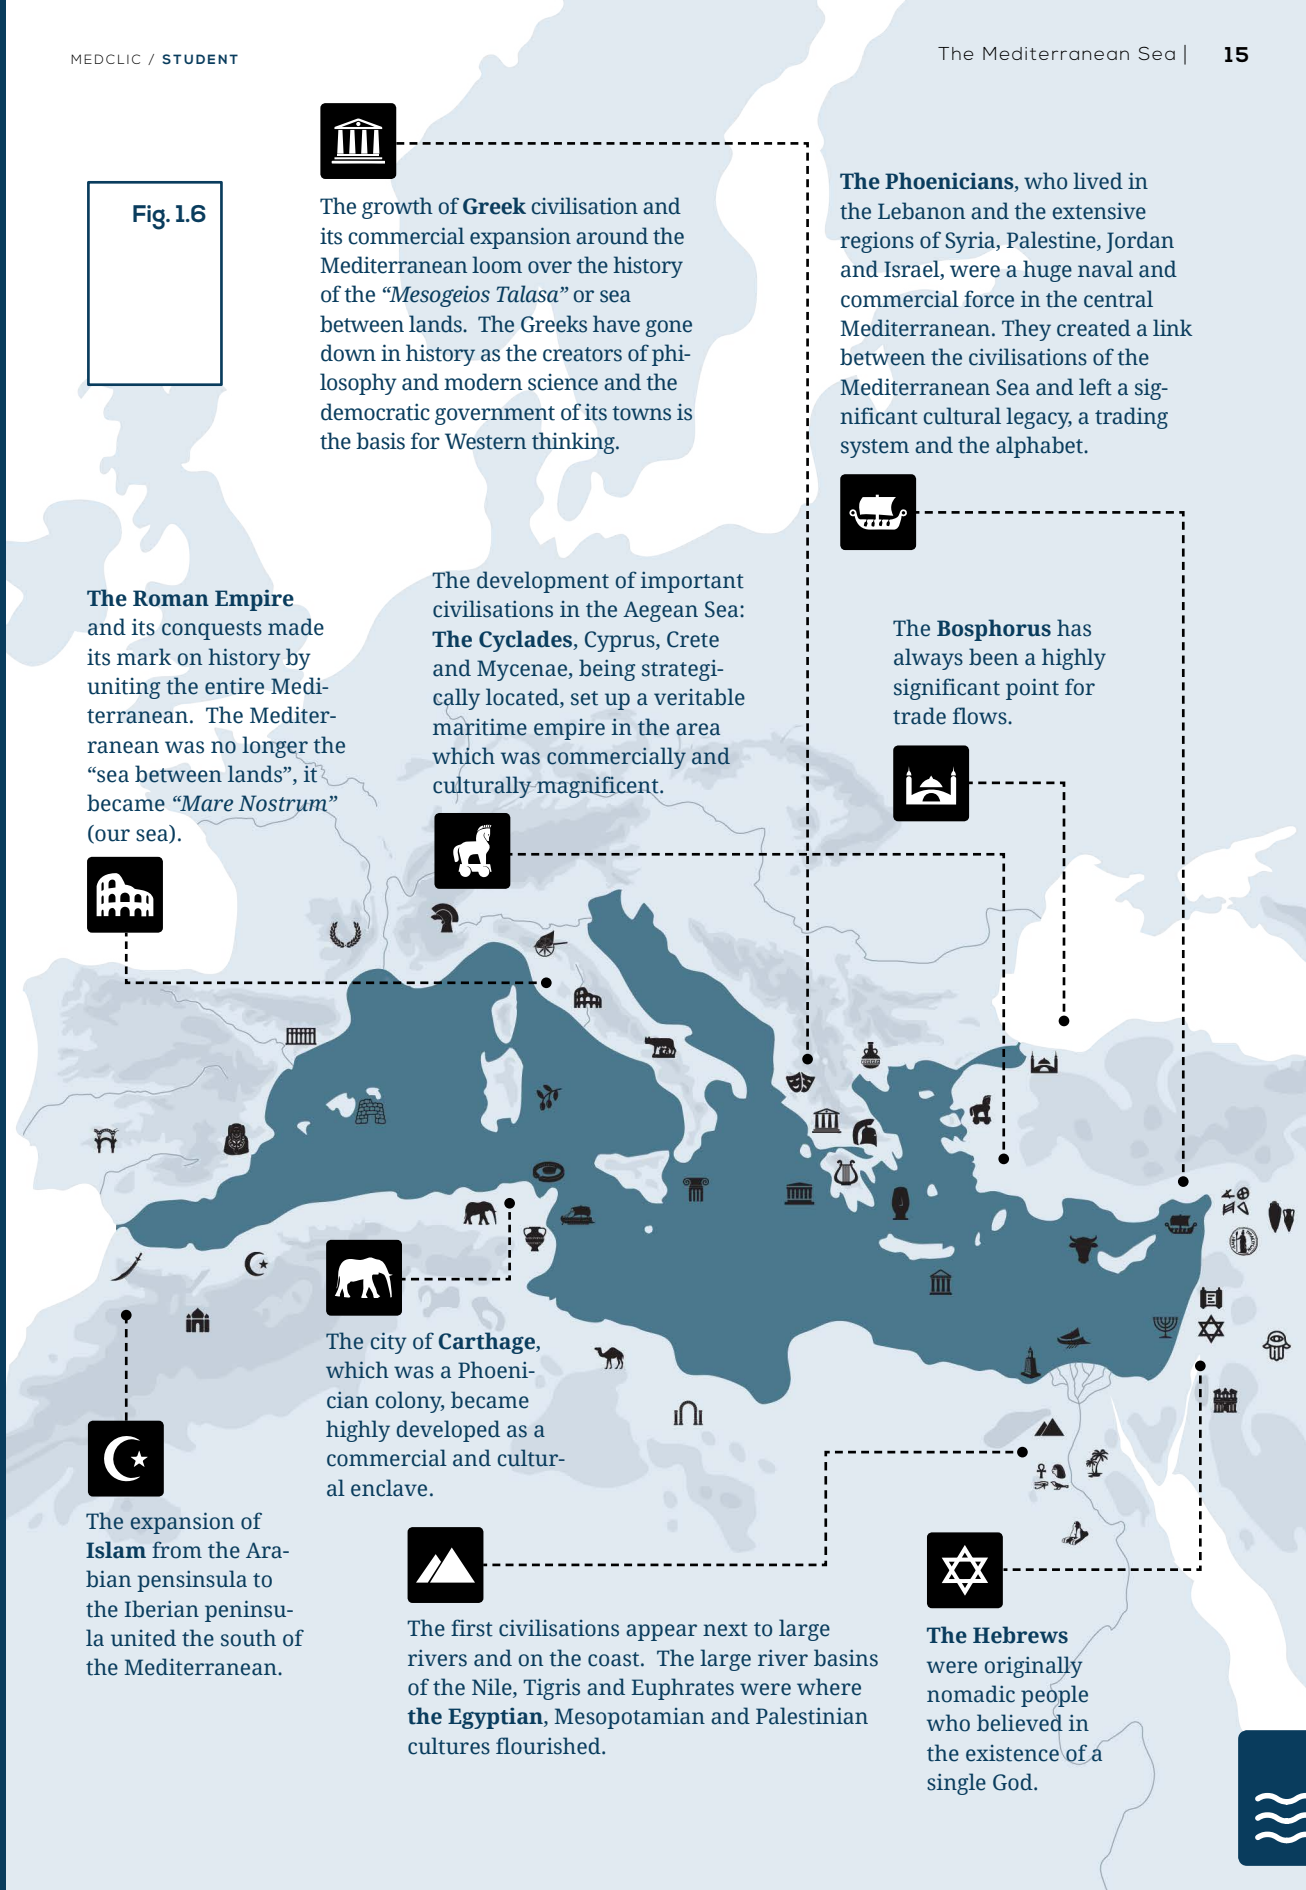 MEDCLIC / STUDENT
The Mediterranean Sea | 15
Fig. 1.6
The growth of Greek civilisation and
its commercial expansion around the
Mediterranean loom over the history
of the “Mesogeios Talasa” or sea
between lands. The Greeks have gone
down in history as the creators of phi-
losophy and modern science and the
democratic government of its towns is
the basis for Western thinking.
The Phoenicians, who lived in
the Lebanon and the extensive
regions of Syria, Palestine, Jordan
and Israel, were a huge naval and
commercial force in the central
Mediterranean. They created a link
between the civilisations of the
Mediterranean Sea and left a sig-
nificant cultural legacy, a trading
system and the alphabet.
The Roman Empire
and its conquests made
its mark on history by
uniting the entire Medi-
terranean. The Mediter-
ranean was no longer the
“sea between lands”, it
became “Mare Nostrum”
(our sea).
The development of important
civilisations in the Aegean Sea:
The Cyclades, Cyprus, Crete
and Mycenae, being strategi-
cally located, set up a veritable
maritime empire in the area
which was commercially and
culturally magnificent.
The Bosphorus has
always been a highly
significant point for
trade flows.
The city of Carthage,
which was a Phoeni-
cian colony, became
highly developed as a
commercial and cultur-
al enclave.
The expansion of
Islam from the Ara-
bian pensinsula to
the Iberian peninsu-
la united the south of
the Mediterranean.
The first civilisations appear next to large
rivers and on the coast. The large river basins
of the Nile, Tigris and Euphrates were where
the Egyptian, Mesopotamian and Palestinian
cultures flourished.
The Hebrews
were originally
nomadic people
who believed in
the existence of a
single God.